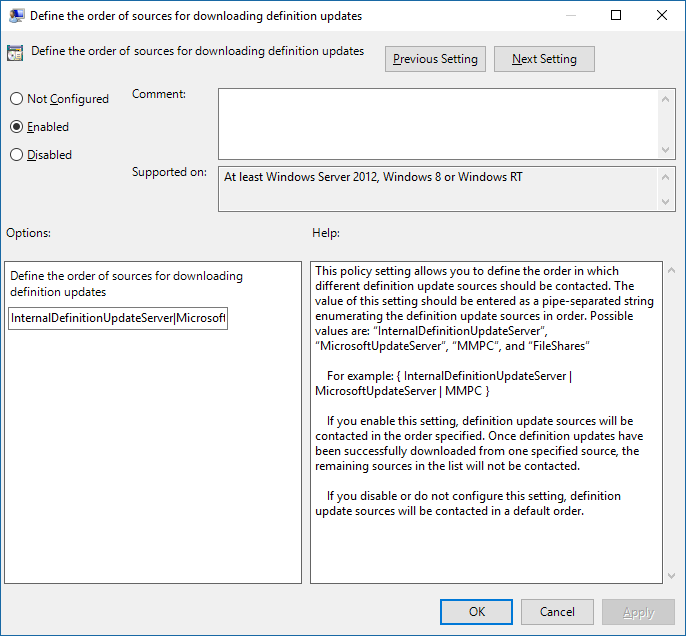 Define the order of sources for downloading definition updates
Define the order of sources for downloading definition updates
Previous Setting
Next Setting
Not Configured
Comment:
Enabled
Disabled
Supported on:
At least Windows Server 2012, Windows 8 or Windows RT
Options:
Help:
Define the order of sources for downloading
definition updates
InternalDefinitionUpdateServer|Microsoft
This policy setting allows you to define the order in which
different definition update sources should be contacted. The
value of this setting should be entered as a pipe-separated string
enumerating the definition update sources in order. Possible
values are: “InternalDefinitionUpdateServer”,
“MicrosoftUpdateServer”, “MMPC”, and “FileShares”
For example: { InternalDefinitionUpdateServer |
MicrosoftUpdateServer | MMPC }
If you enable this setting, definition update sources will be
contacted in the order specified. Once definition updates have
been successfully downloaded from one specified source, the
remaining sources in the list will not be contacted.
If you disable or do not configure this setting, definition
update sources will be contacted in a default order.
OK
Cancel
Apply